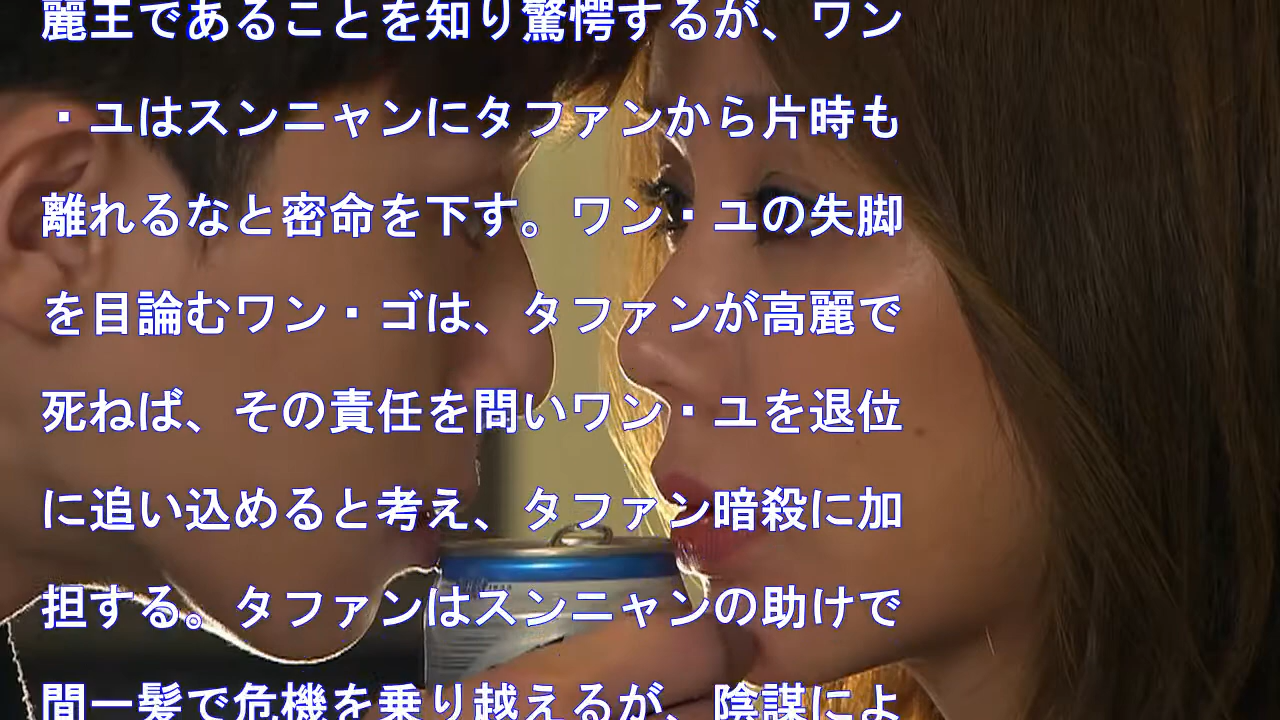 麗王であることを知り驚愕するが、ワン
・ユはスンニャンにタファンから片時も
離れるなと密命を下す。ワン・ユの失脚
を目論むワン・ゴは、タファンが高麗で
死ねば、その責任を問いワン・ユを退位
に追い込めると考え、タファン暗殺に加
担する。タファンはスンニャンの助けで
間一髪で危機を乗り越えるが、陰謀によ